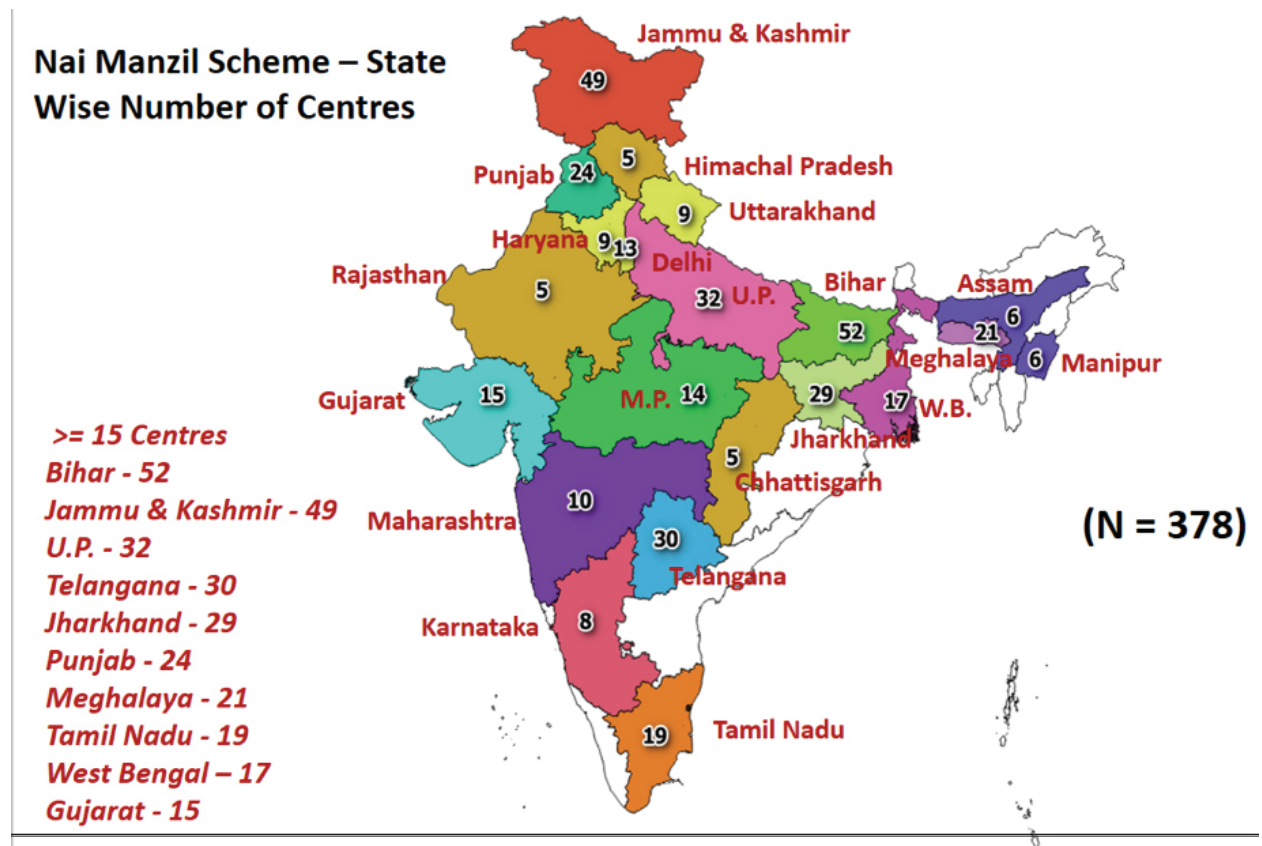 Nai Manzil Scheme – State
Wise Number of Centres
Jammu & Kashmir
49
Punjab
24
5
Himachal Pradesh
9
Uttarakhand
Haryana
9
13
Delhi
Rajasthan
5
32
U.P.
Bihar
52
Assam
6
21
Meghalaya
6
Manipur
Gujarat
15
M.P.
14
29
Jharkhand
17
W.B.
5
Chhattisgarh
Maharashtra
10
30
Telangana
Karnataka
8
19
Tamil Nadu
>= 15 Centres
Bihar - 52
Jammu & Kashmir - 49
U.P. - 32
Telangana - 30
Jharkhand - 29
Punjab - 24
Meghalaya - 21
Tamil Nadu - 19
West Bengal – 17
Gujarat - 15
(N = 378)